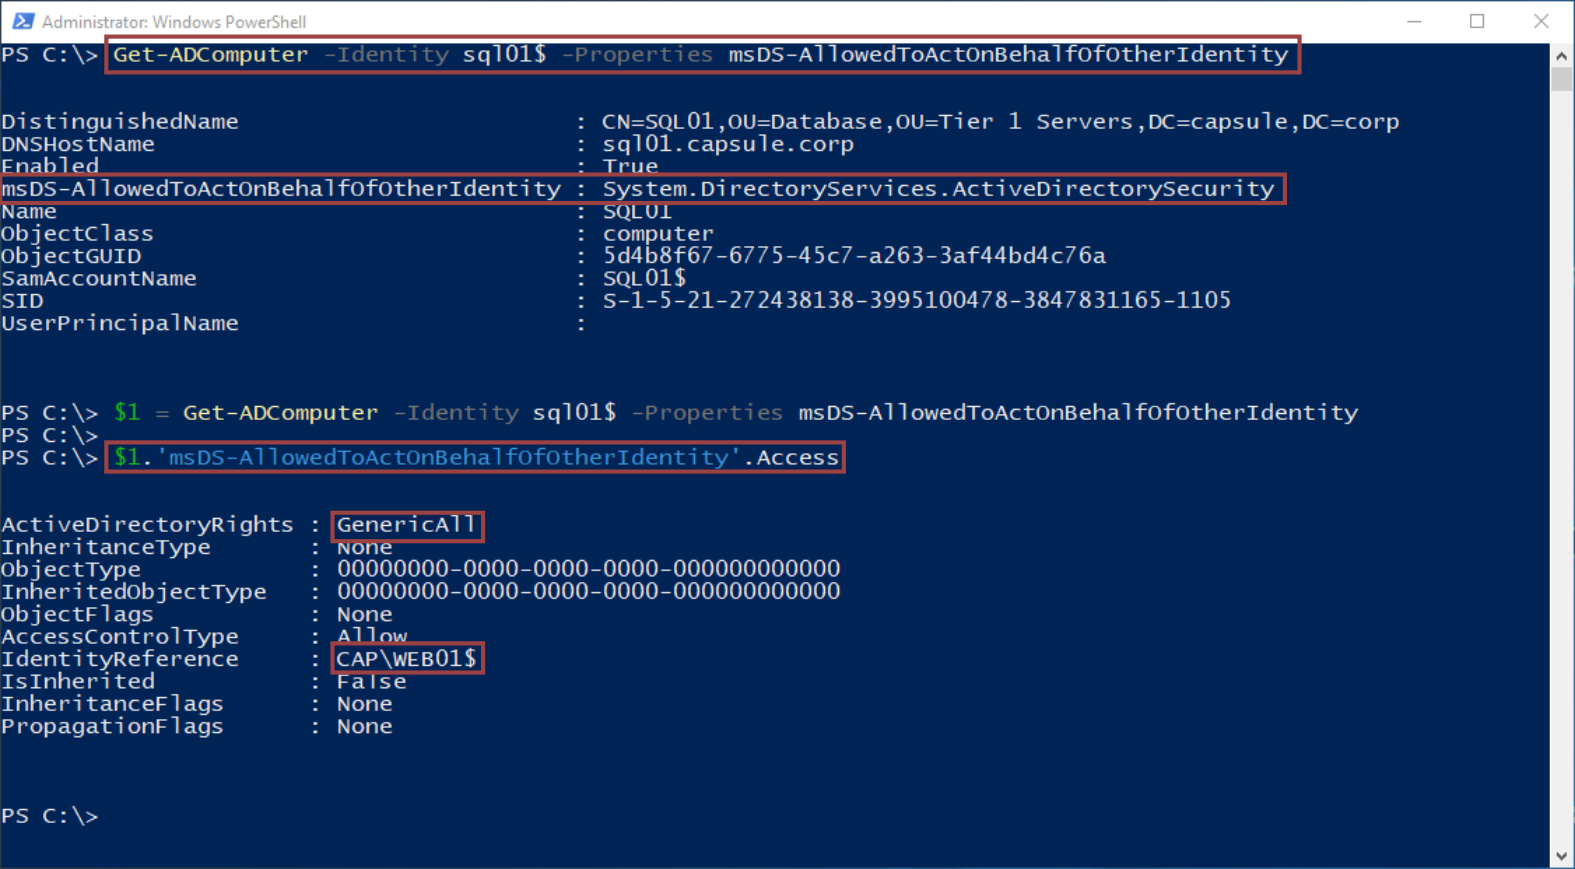 Administrator: Windows PowerShell
PS C:\> Get-ADComputer -Identity sql01$ -Properties msDS-AllowedToActOnBehalfOfOtherIdentity
DistinguishedName : CN=SQL01,OU=Database,OU=Tier 1 Servers,DC=capsule,DC=corp
DNSHostName : sql01.capsule.corp
Enabled : True
msDS-AllowedToActOnBehalfOfOtherIdentity : System.DirectoryServices.ActiveDirectorySecurity
Name : SQL01
ObjectClass : computer
ObjectGUID : 5d4b8f67-6775-45c7-a263-3af44bd4c76a
SamAccountName : SQL01$
SID : S-1-5-21-272438138-3995100478-3847831165-1105
UserPrincipalName :
PS C:\> $1 = Get-ADComputer -Identity sql01$ -Properties msDS-AllowedToActOnBehalfOfOtherIdentity
PS C:\>
PS C:\> $1.'msDS-AllowedToActOnBehalfOfOtherIdentity'.Access
ActiveDirectoryRights : GenericAll
InheritanceType : None
ObjectType : 00000000-0000-0000-0000-000000000000
InheritedObjectType : 00000000-0000-0000-0000-000000000000
ObjectFlags : None
AccessControlType : Allow
IdentityReference : CAP\WEB01$
IsInherited : False
InheritanceFlags : None
PropagationFlags : None
PS C:\>